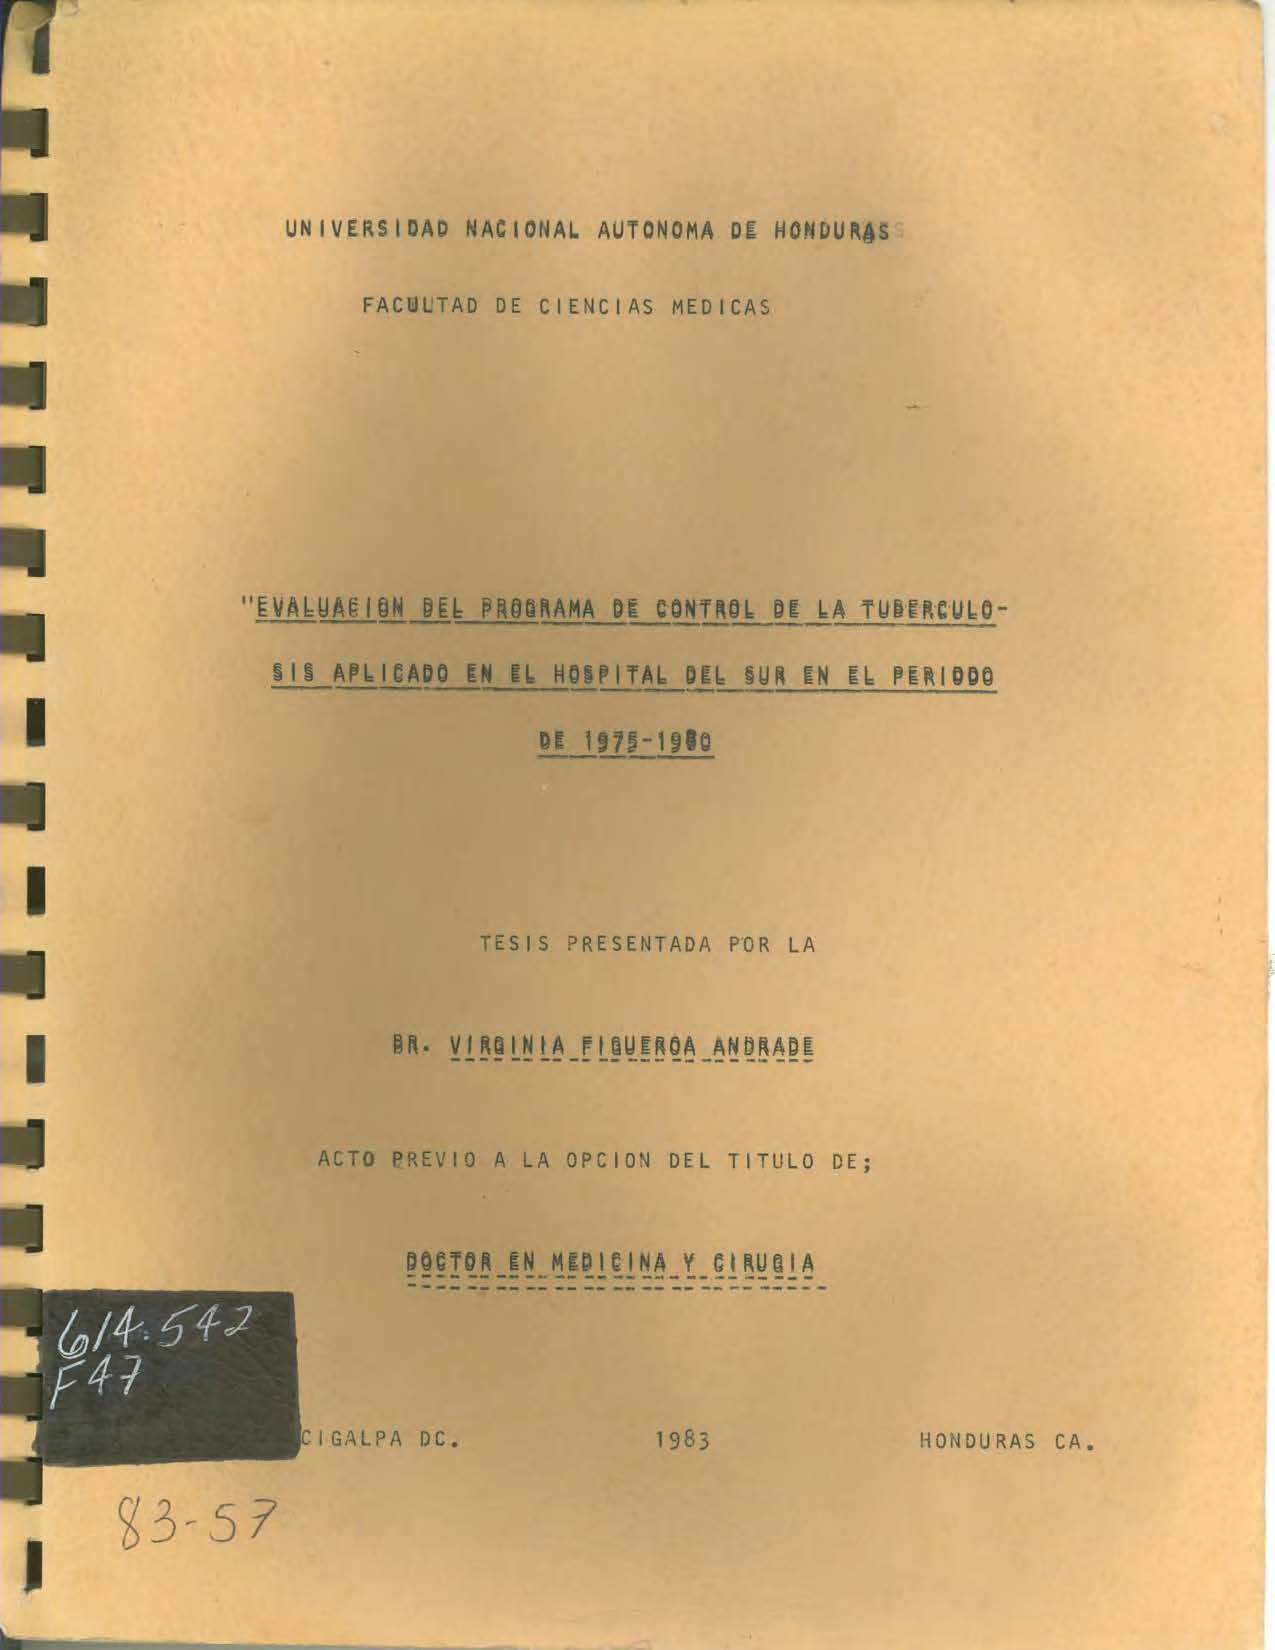 UNIVERSIDAD NACIONAL AUTONOMA DE HONDURAS
FACULTAD DE CIENCIAS MEDICAS
"EVALUACION DEL PROGRAMA DE CONTROL DE LA TUBERCULO-
SIS APLICADO EN EL HOSPITAL DEL SUR EN EL PERIODO
DE 1975-1980
TESIS PRESENTADA POR LA
BR. VIRGINIA FIGUEROA ANDRADE
ACTO PREVIO A LA OPCION DEL TITULO DE;
DOCTOR EN MEDICINA Y CIRUGIA
614.542
F47
CIGALPA DC. 1983 HONDURAS CA.
83-57